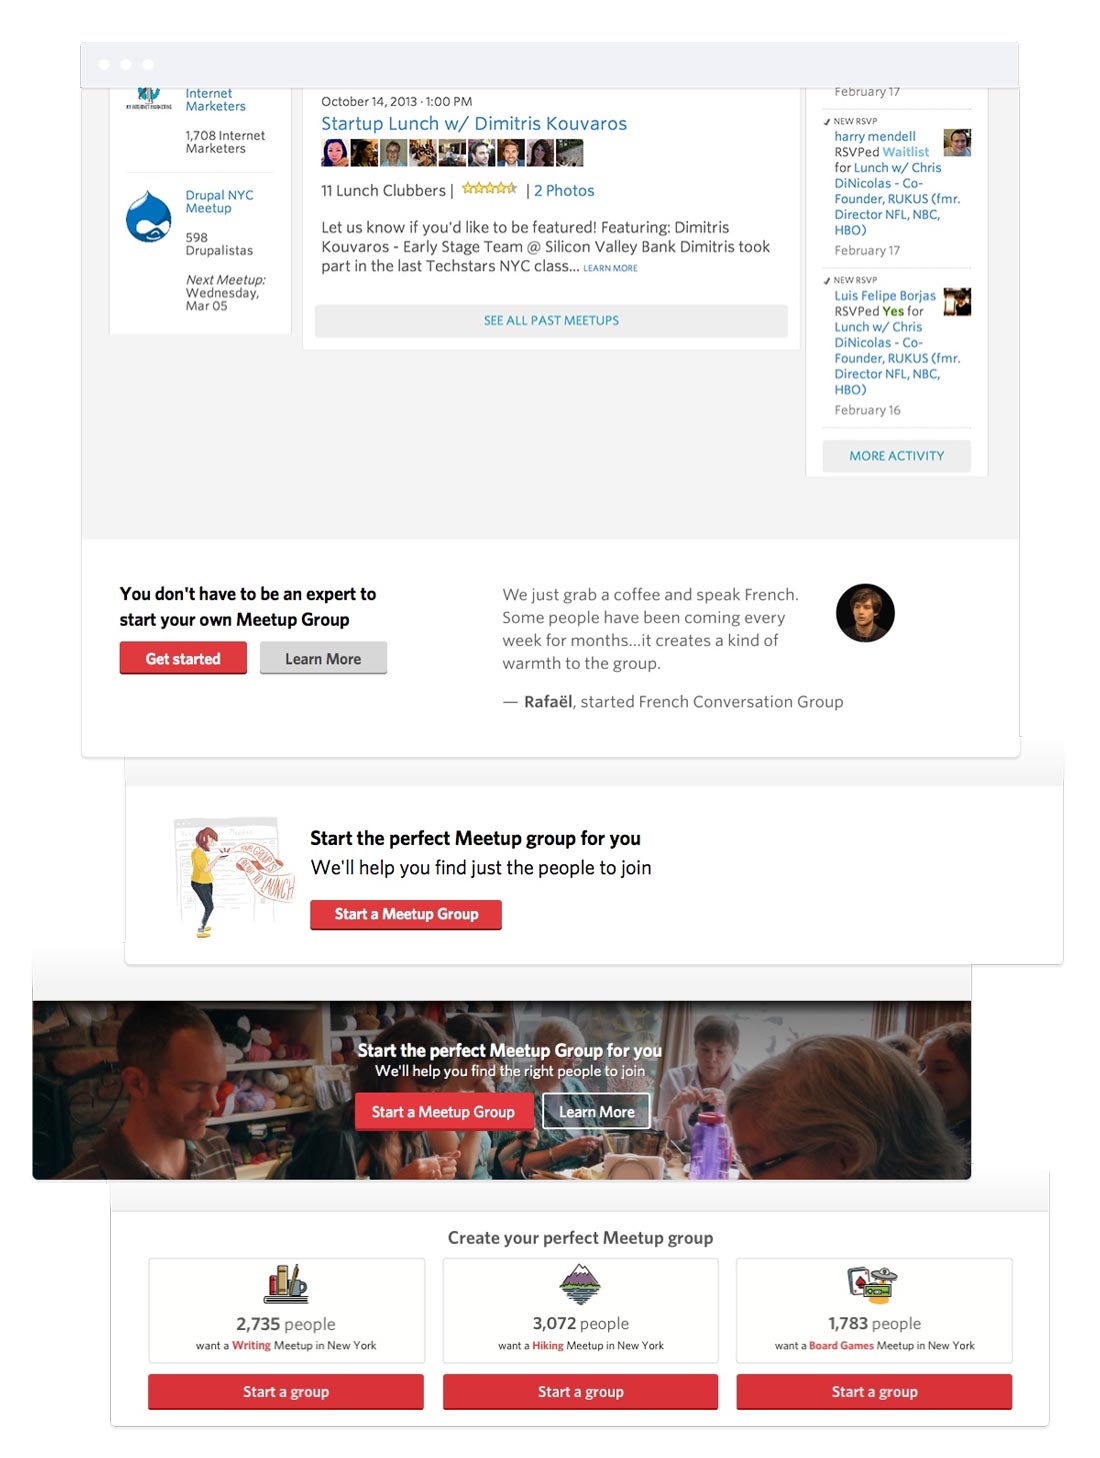 Internet
Marketers
1,708 Internet
Marketers
Drupal NYC
Meetup
598
Drupalistas
Next Meetup:
Wednesday,
Mar 05
October 14, 2013 · 1:00 PM
Startup Lunch w/ Dimitris Kouvaros
11 Lunch Clubbers | | 2 Photos
Let us know if you'd like to be featured! Featuring: Dimitris
Kouvaros - Early Stage Team @ Silicon Valley Bank Dimitris took
part in the last Techstars NYC class... LEARN MORE
SEE ALL PAST MEETUPS
February 17
NEW RSVP
harry mendell
RSVPed Waitlist
for Lunch w/ Chris
DiNicolas - Co-
Founder, RUKUS (fmr.
Director NFL, NBC,
HBO)
February 17
NEW RSVP
Luis Felipe Borjas
RSVPed Yes for
Lunch w/ Chris
DiNicolas - Co-
Founder, RUKUS (fmr.
Director NFL, NBC,
HBO)
February 16
MORE ACTIVITY
You don't have to be an expert to
start your own Meetup Group
Get started
Learn More
We just grab a coffee and speak French.
Some people have been coming every
week for months...it creates a kind of
warmth to the group.
— Rafaël, started French Conversation Group
YOUR GROUP IS
READY TO LAUNCH
Start the perfect Meetup group for you
We'll help you find just the people to join
Start a Meetup Group
Start the perfect Meetup Group for you
We'll help you find the right people to join
Start a Meetup Group
Learn More
Create your perfect Meetup group
2,735 people
want a Writing Meetup in New York
Start a group
3,072 people
want a Hiking Meetup in New York
Start a group
1,783 people
want a Board Games Meetup in New York
Start a group